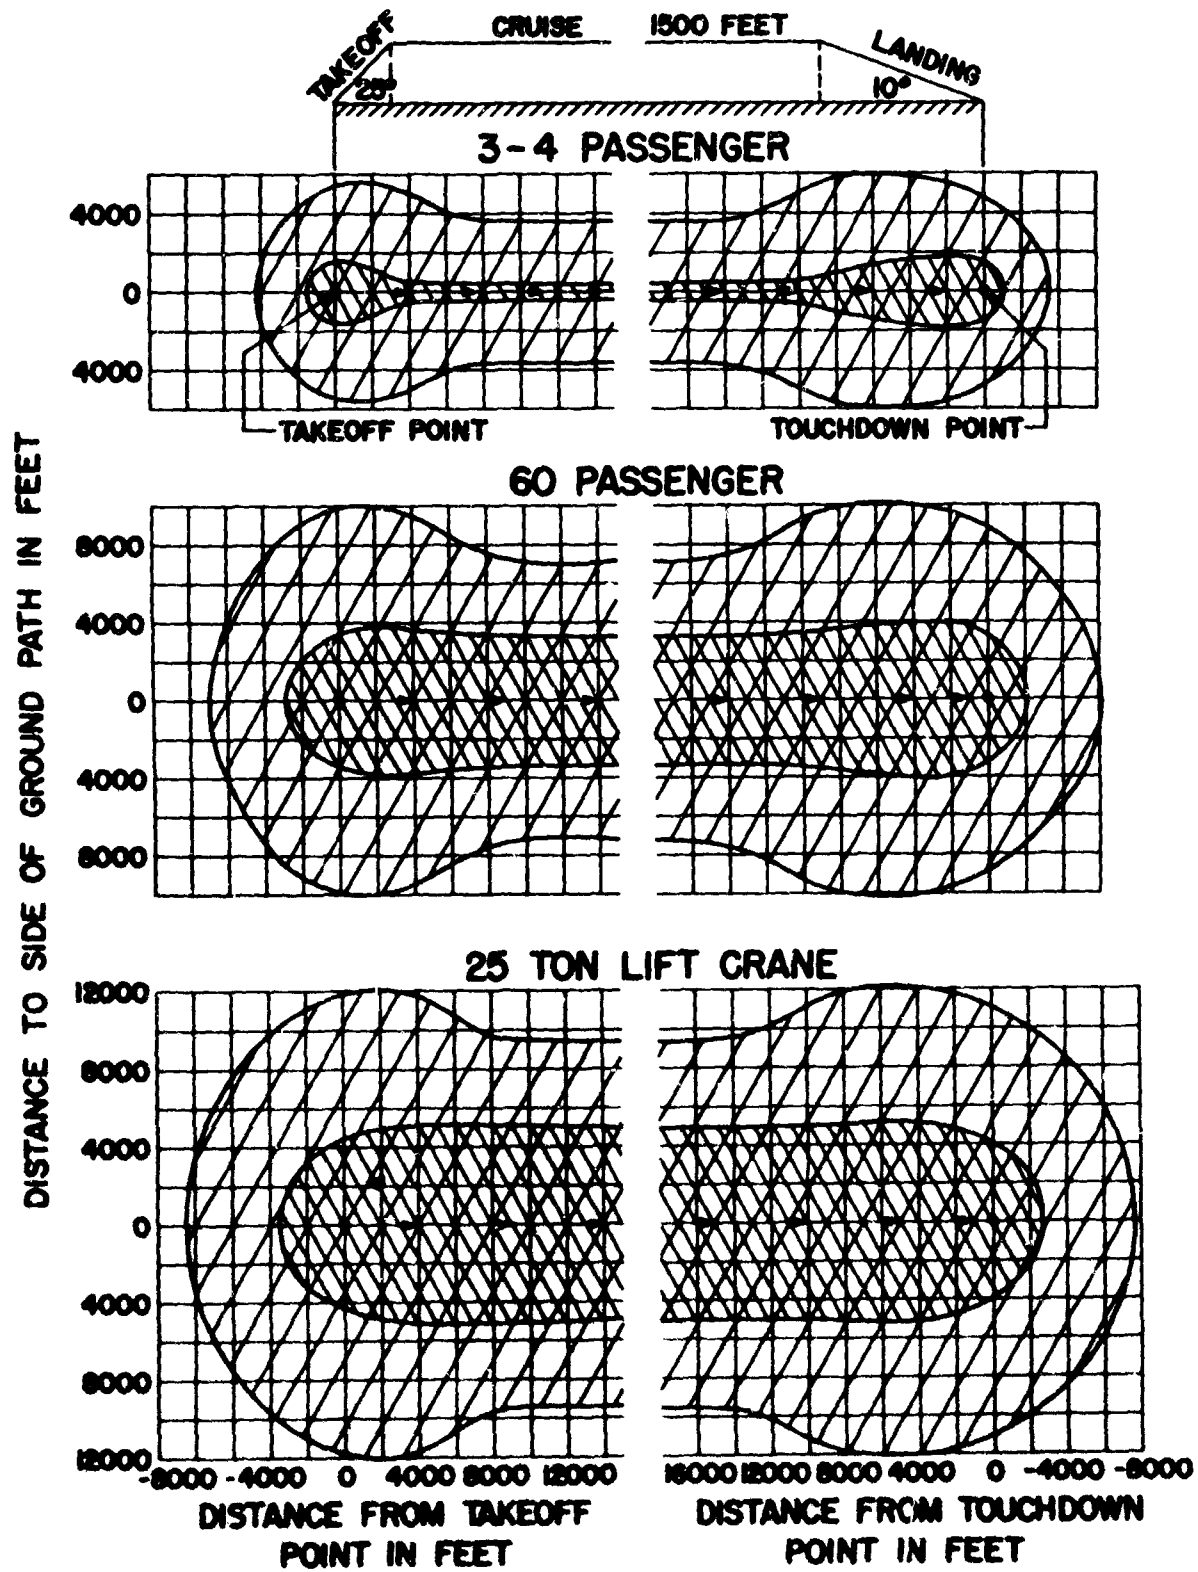 CRUISE 1500 FEET
TAKEOFF
LANDING
25°
10°
3-4 PASSENGER
4000
0
4000
TAKEOFF POINT
TOUCHDOWN POINT
60 PASSENGER
8000
4000
0
4000
8000
25 TON LIFT CRANE
12000
8000
4000
0
4000
8000
12000
-8000 -4000 0 4000 8000 12000
16000 12000 8000 4000 0 -4000 -8000
DISTANCE FROM TAKEOFF
POINT IN FEET
DISTANCE FROM TOUCHDOWN
POINT IN FEET
DISTANCE TO SIDE OF GROUND PATH IN FEET